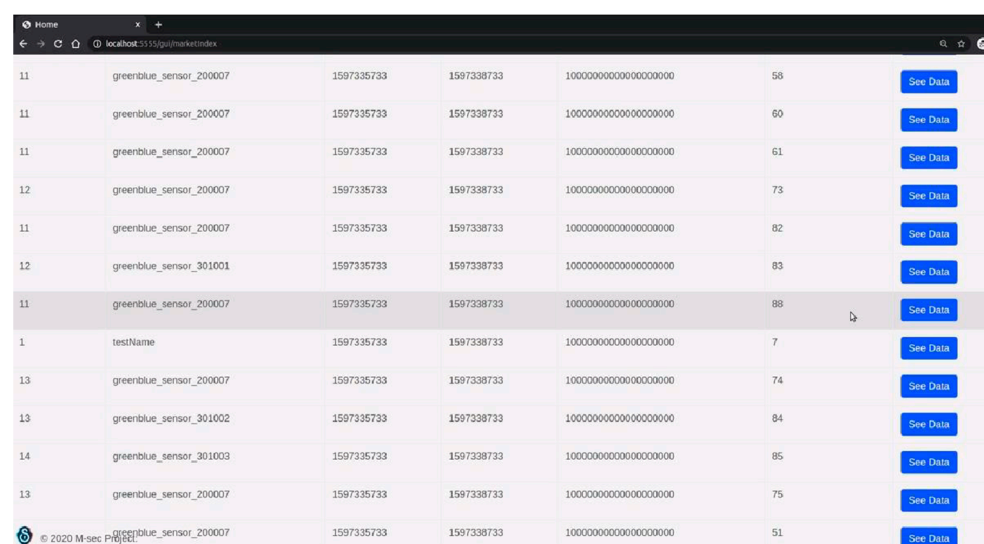 Home x +
localhost:5555/gui/marketindex
11 greenblue_sensor_200007 1597335733 1597338733 10000000000000000000 58 See Data
11 greenblue_sensor_200007 1597335733 1597338733 10000000000000000000 60 See Data
11 greenblue_sensor_200007 1597335733 1597338733 10000000000000000000 61 See Data
12 greenblue_sensor_200007 1597335733 1597338733 10000000000000000000 73 See Data
11 greenblue_sensor_200007 1597335733 1597338733 10000000000000000000 82 See Data
12 greenblue_sensor_301001 1597335733 1597338733 10000000000000000000 83 See Data
11 greenblue_sensor_200007 1597335733 1597338733 10000000000000000000 88 See Data
1 testName 1597335733 1597338733 10000000000000000000 7 See Data
13 greenblue_sensor_200007 1597335733 1597338733 10000000000000000000 74 See Data
13 greenblue_sensor_301002 1597335733 1597338733 10000000000000000000 84 See Data
14 greenblue_sensor_301003 1597335733 1597338733 10000000000000000000 85 See Data
13 greenblue_sensor_200007 1597335733 1597338733 10000000000000000000 75 See Data
greenblue_sensor_200007 1597335733 1597338733 10000000000000000000 51 See Data
© 2020 M-sec Project.